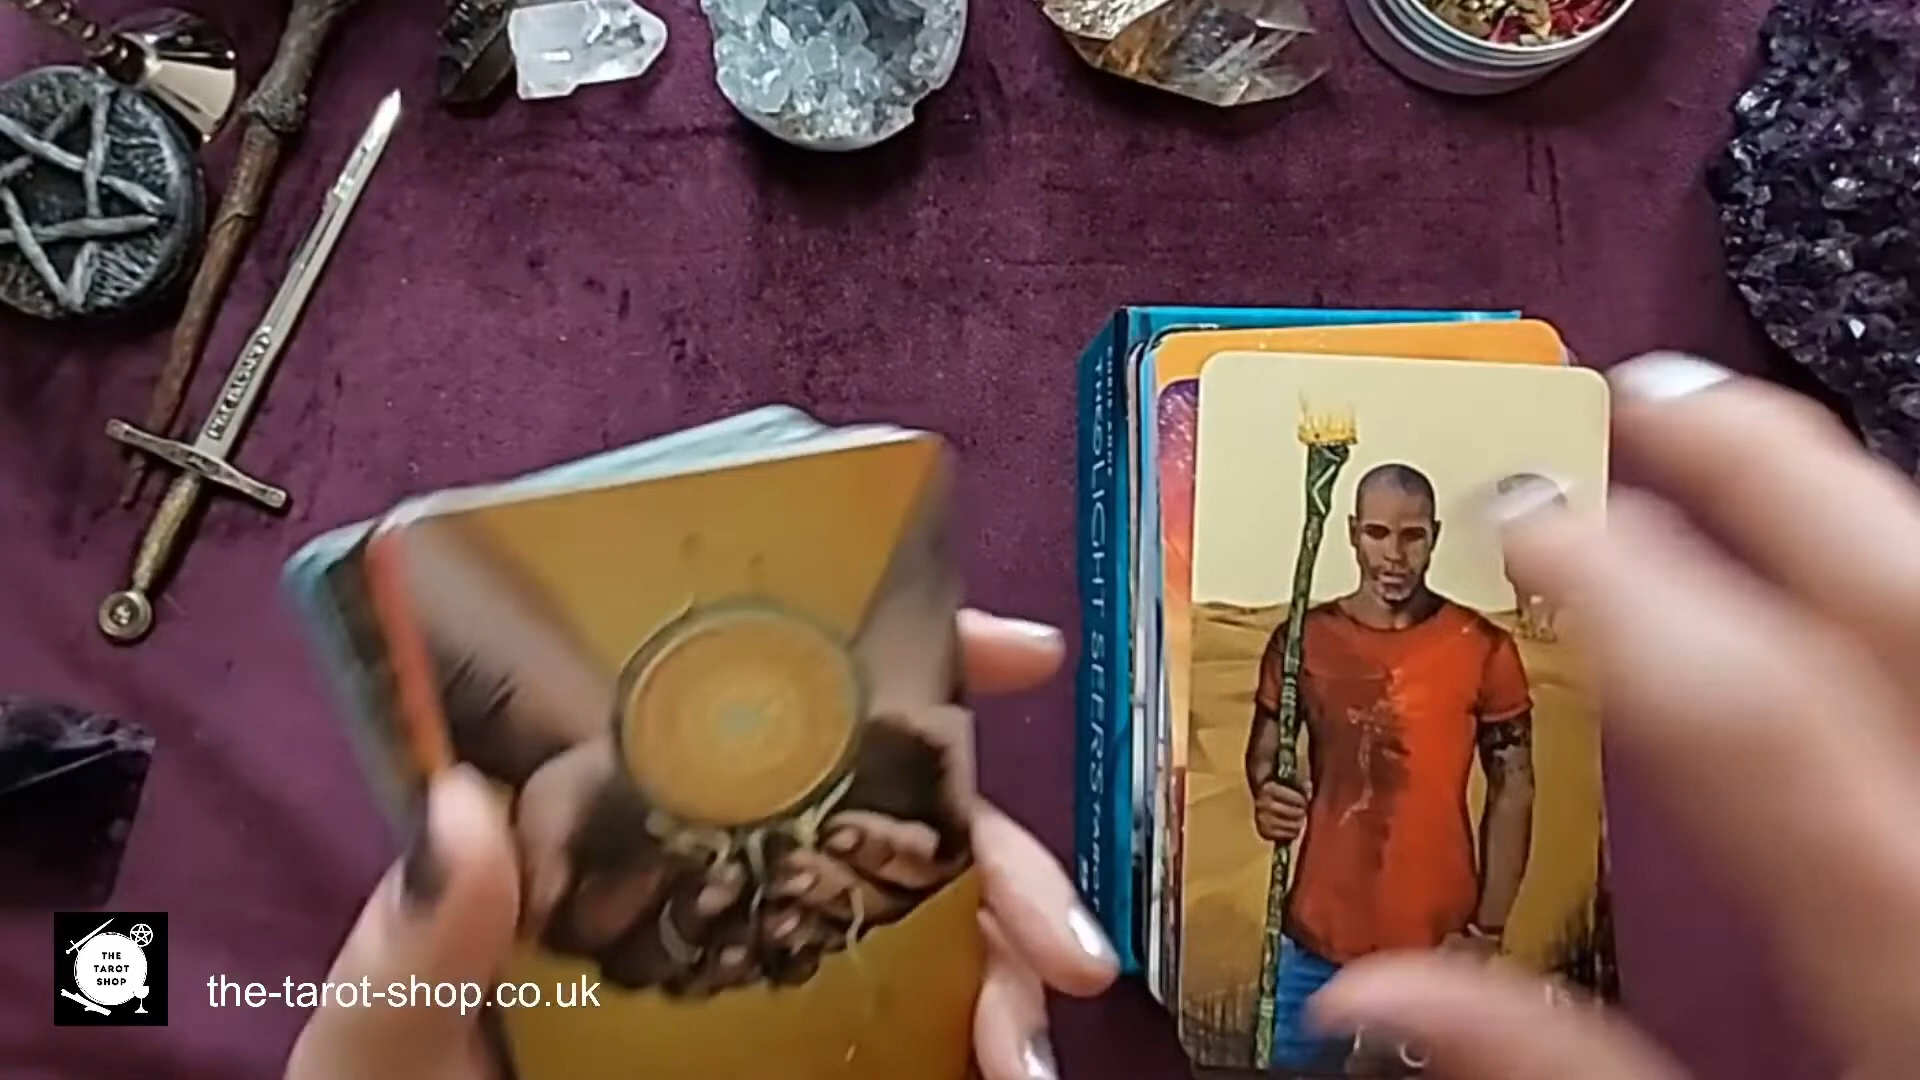 THE LIGHT SEER'S TAROT
THE
TAROT
SHOP
the-tarot-shop.co.uk